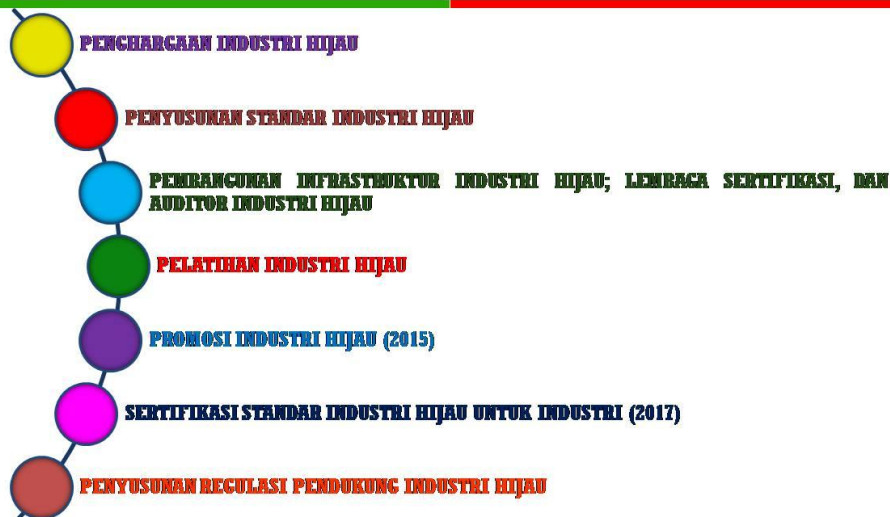 PENGHARGAAN INDUSTRI HIJAU
PENYUSUNAN STANDAR INDUSTRI HIJAU
PEMBANGUNAN INFRASTRUKTUR INDUSTRI HIJAU; LEMBAGA SERTIFIKASI, DAN
AUDITOR INDUSTRI HIJAU
PELATIHAN INDUSTRI HIJAU
PROMOSI INDUSTRI HIJAU (2015)
SERTIFIKASI STANDAR INDUSTRI HIJAU UNTUK INDUSTRI (2017)
PENYUSUNAN REGULASI PENDUKUNG INDUSTRI HIJAU